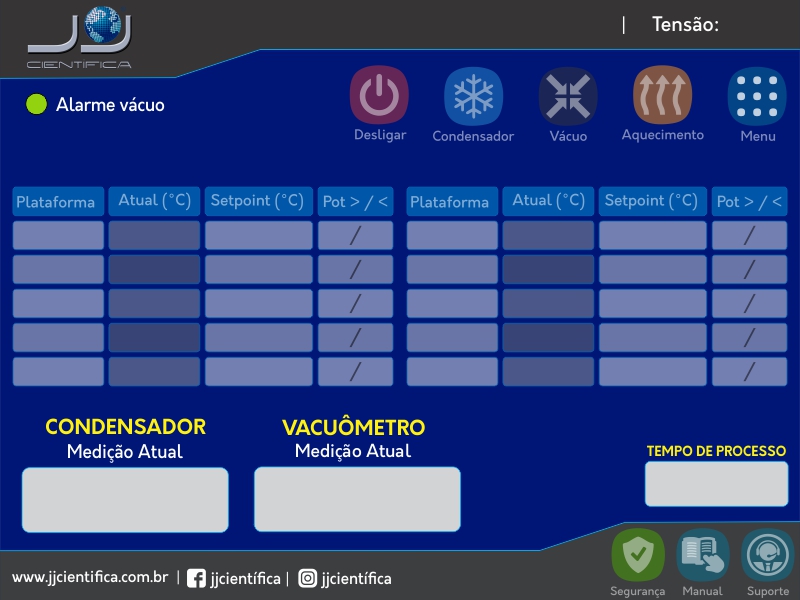 | Tensão:
JJ
CIENTIFICA
Alarme vácuo
Desligar Condensador Vácuo Aquecimento Menu
Plataforma Atual (°C) Setpoint (°C) Pot > / < Plataforma Atual (°C) Setpoint (°C) Pot > / <
/ /
/ /
/ /
/ /
/ /
CONDENSADOR VACUÔMETRO
Medição Atual Medição Atual
TEMPO DE PROCESSO
www.jjcientifica.com.br | jjcientífica | jjcientífica
Segurança Manual Suporte